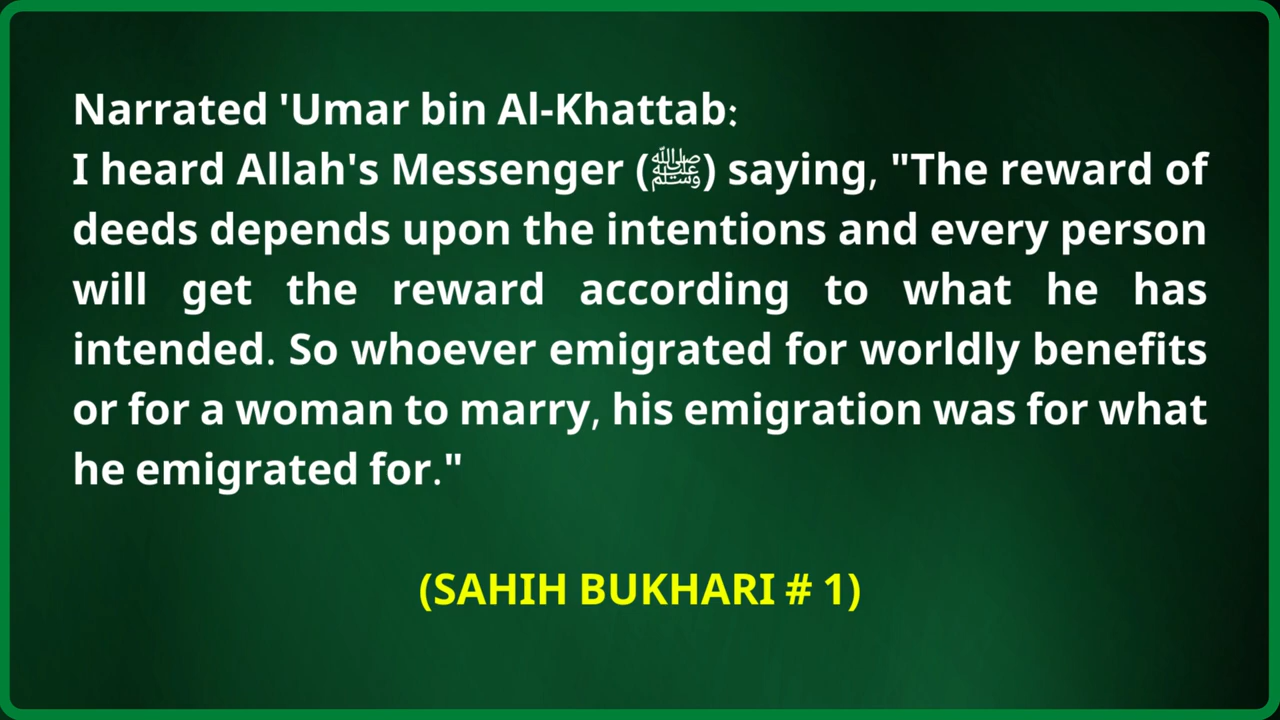 Narrated 'Umar bin Al-Khattab:
I heard Allah's Messenger (ﷺ) saying, "The reward of
deeds depends upon the intentions and every person
will get the reward according to what he has
intended. So whoever emigrated for worldly benefits
or for a woman to marry, his emigration was for what
he emigrated for."
(SAHIH BUKHARI # 1)